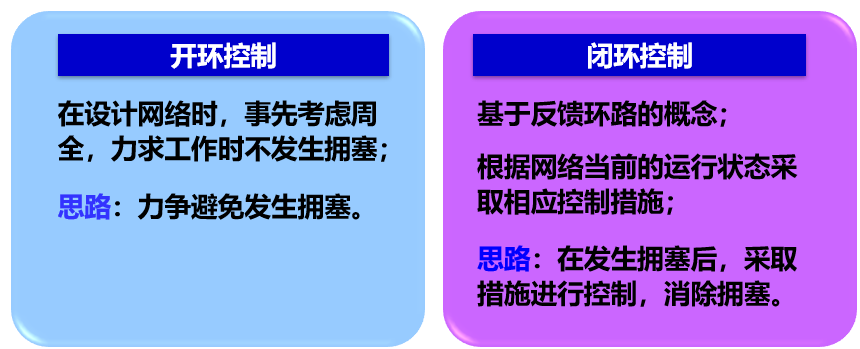 开环控制
在设计网络时，事先考虑周
全，力求工作时不发生拥塞；
思路：力争避免发生拥塞。
闭环控制
基于反馈环路的概念；
根据网络当前的运行状态采
取相应控制措施；
思路：在发生拥塞后，采取
措施进行控制，消除拥塞。